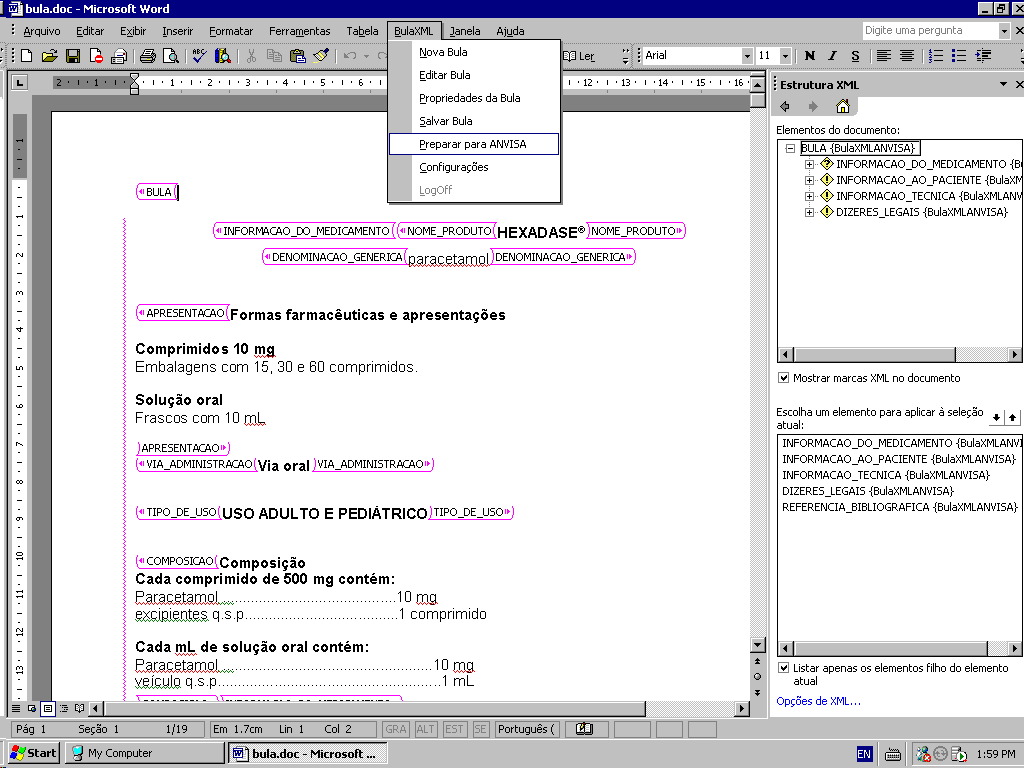 bula.doc - Microsoft Word
Arquivo Editar Exibir Inserir Formatar Ferramentas Tabela BulaXML Janela Ajuda Digite uma pergunta
Ler Arial 11 N I S
Nova Bula
Editar Bula
Propriedades da Bula
Salvar Bula
Preparar para ANVISA
Configurações
LogOff
2 1 1 12 13 14 15 16
Estrutura XML
Elementos do documento:
BULA {BulaXMLANVISA}
INFORMACAO_DO_MEDICAMENTO {B
INFORMACAO_AO_PACIENTE {BulaXM
INFORMACAO_TECNICA {BulaXMLANV
DIZERES_LEGAIS {BulaXMLANVISA}
Mostrar marcas XML no documento
Escolha um elemento para aplicar à seleção
atual:
INFORMACAO_DO_MEDICAMENTO {BulaXMLANVI
INFORMACAO_AO_PACIENTE {BulaXMLANVISA}
INFORMACAO_TECNICA {BulaXMLANVISA}
DIZERES_LEGAIS {BulaXMLANVISA}
REFERENCIA_BIBLIOGRAFICA {BulaXMLANVISA}
Listar apenas os elementos filho do elemento
atual
Opções de XML...
BULA
INFORMACAO_DO_MEDICAMENTO NOME_PRODUTO HEXADASE® NOME_PRODUTO
DENOMINACAO_GENERICA paracetamol DENOMINACAO_GENERICA
APRESENTACAO Formas farmacêuticas e apresentações
Comprimidos 10 mg
Embalagens com 15, 30 e 60 comprimidos.
Solução oral
Frascos com 10 mL
APRESENTACAO
VIA_ADMINISTRACAO Via oral VIA_ADMINISTRACAO
TIPO_DE_USO USO ADULTO E PEDIÁTRICO TIPO_DE_USO
COMPOSICAO Composição
Cada comprimido de 500 mg contém:
Paracetamol..........................................10 mg
excipientes q.s.p.....................................1 comprimido
Cada mL de solução oral contém:
Paracetamol...................................................10 mg
veículo q.s.p......................................................1 mL
Pág 1 Seção 1 1/19 Em 1.7cm Lin 1 Col 2 GRA ALT EST SE Português (
Start My Computer bula.doc - Microsoft ... EN 1:59 PM